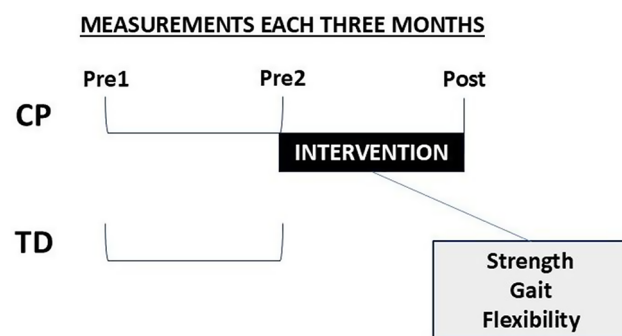 MEASUREMENTS EACH THREE MONTHS
Pre1 Pre2 Post
CP
INTERVENTION
TD
Strength
Gait
Flexibility